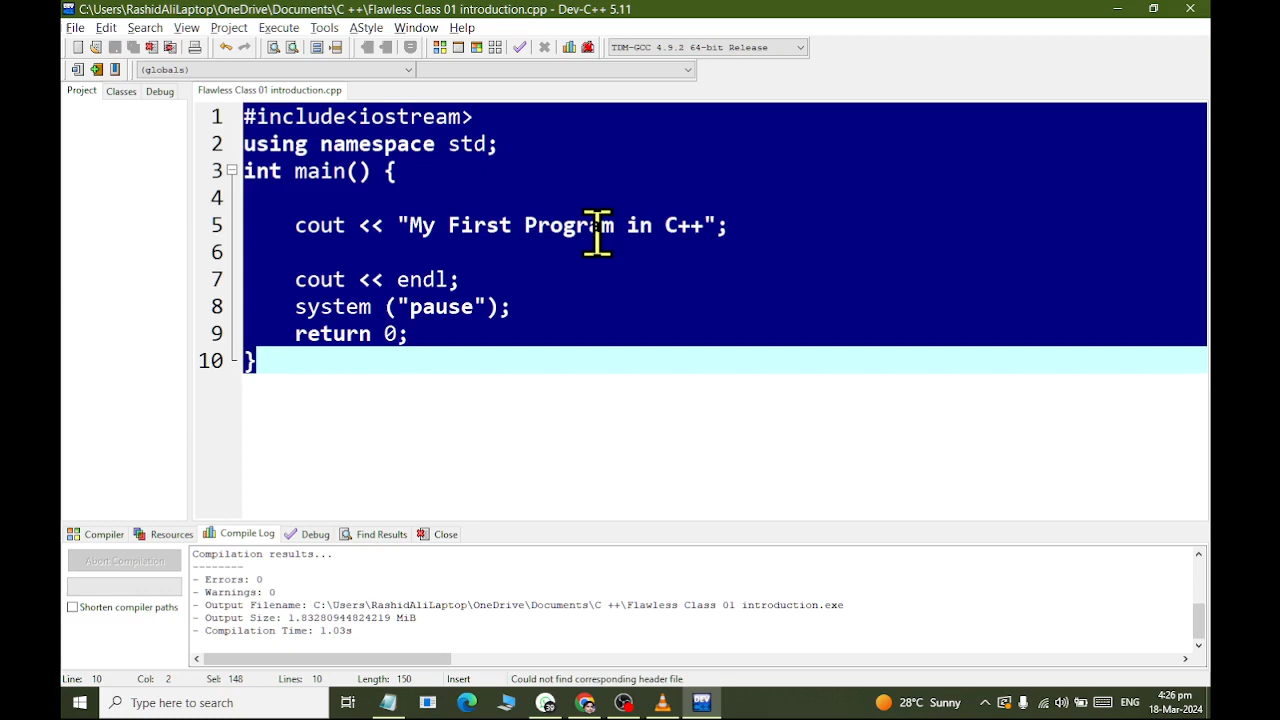 C:\Users\RashidAliLaptop\OneDrive\Documents\C ++\Flawless Class 01 introduction.cpp - Dev-C++ 5.11
File Edit Search View Project Execute Tools AStyle Window Help
TDM-GCC 4.9.2 64-bit Release
(globals)
Project Classes Debug Flawless Class 01 introduction.cpp
1 #include<iostream>
2 using namespace std;
3 int main() {
4
5 cout << "My First Program in C++";
6
7 cout << endl;
8 system ("pause");
9 return 0;
10 }
Compiler Resources Compile Log Debug Find Results Close
Abort Compilation
Shorten compiler paths
Compilation results...
--------
- Errors: 0
- Warnings: 0
- Output Filename: C:\Users\RashidAliLaptop\OneDrive\Documents\C ++\Flawless Class 01 introduction.exe
- Output Size: 1.83280944824219 MiB
- Compilation Time: 1.03s
Line: 10 Col: 2 Sel: 148 Lines: 10 Length: 150 Insert Could not find corresponding header file
Type here to search
DEV
28°C Sunny
ENG
4:26 pm
18-Mar-2024